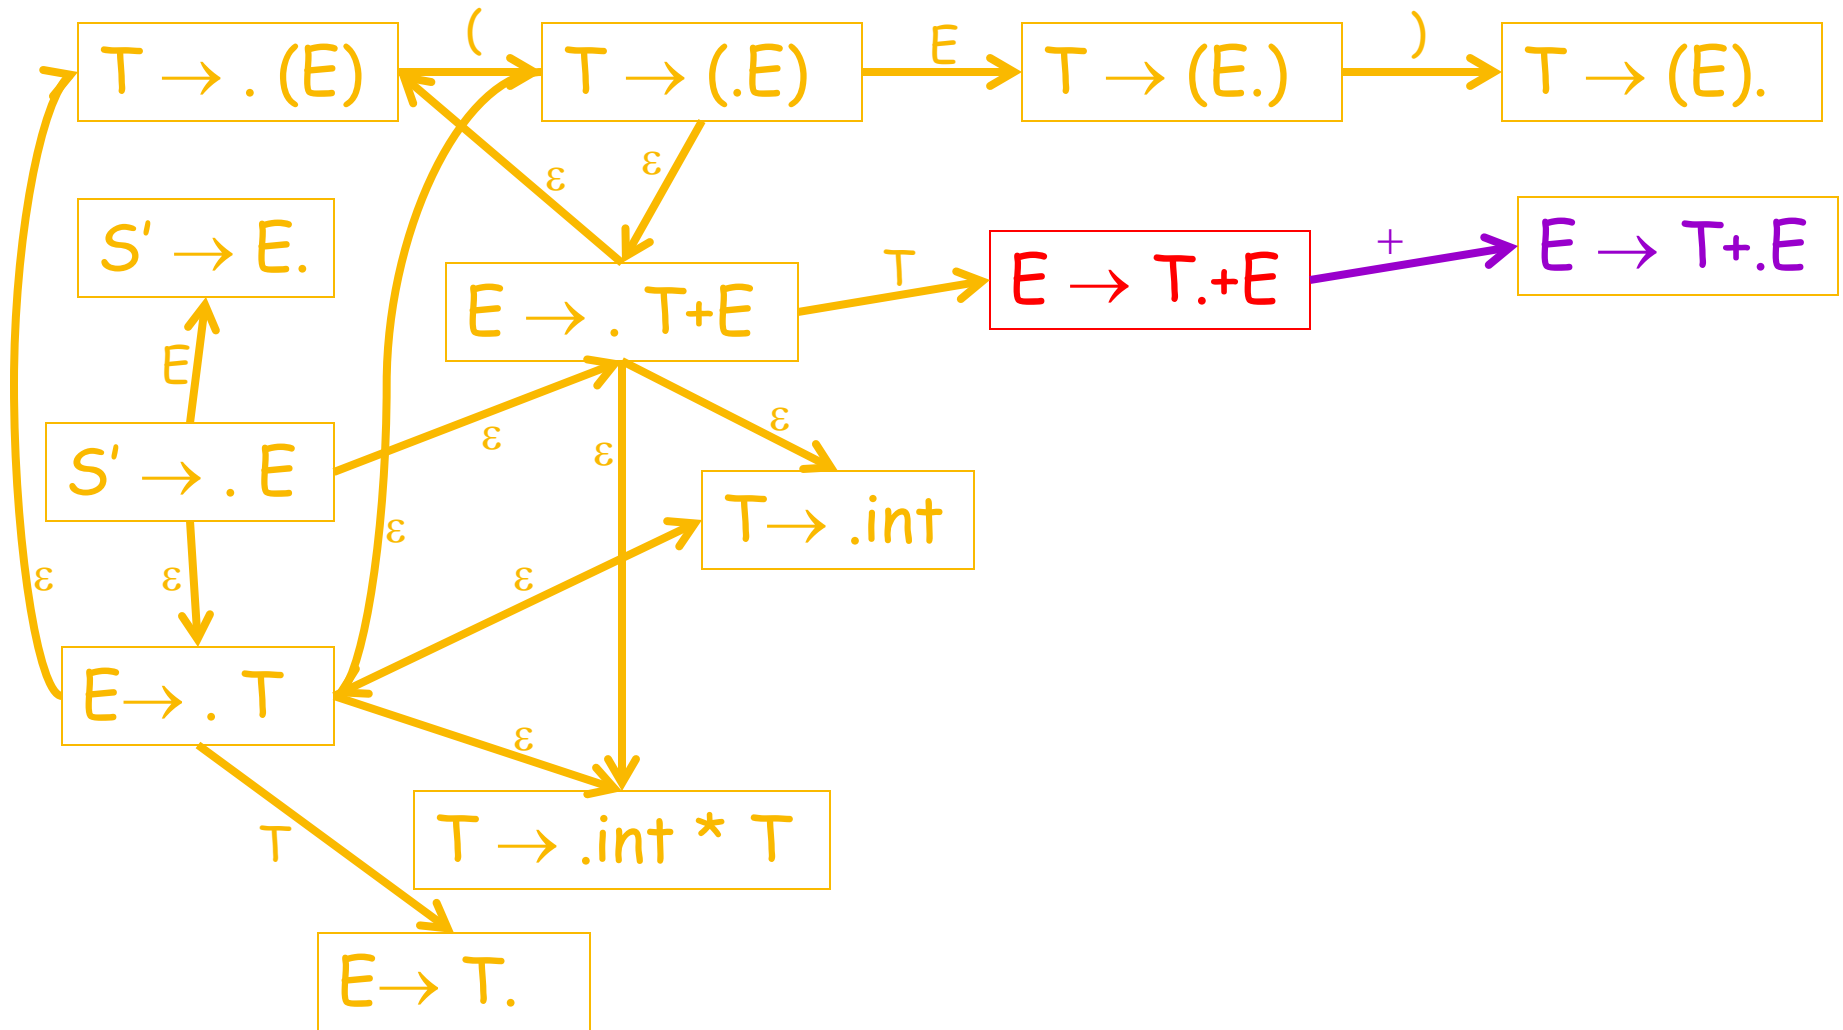 (
T → . (E)
T → (.E)
E
T → (E.)
)
T → (E).
ε
ε
S' → E.
E → . T+E
T
E → T.+E
+
E → T+.E
E
S' → . E
ε
ε
ε
T→ .int
ε
ε
ε
ε
E→ . T
ε
T → .int * T
T
E→ T.